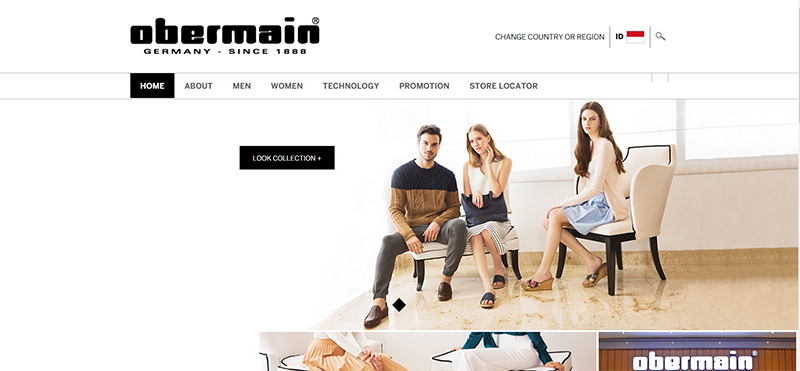 obermain®
GERMANY - SINCE 1888
CHANGE COUNTRY OR REGION
ID
HOME
ABOUT
MEN
WOMEN
TECHNOLOGY
PROMOTION
STORE LOCATOR
LOOK COLLECTION +
obermain